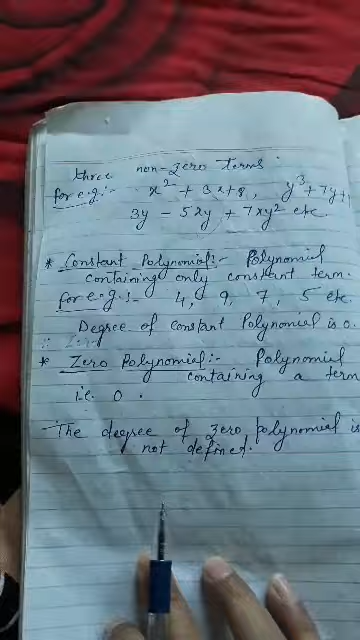 three non-zero terms.
for e.g:- x² + 3x+8, y³+7y+
3y - 5xy + 7xy² etc
* Constant Polynomial:- Polynomial
containing only constant term.
for e.g:- 4, 9, 7, 5 etc.
Degree of constant Polynomial is 0.
* Zero Polynomial:- Polynomial
containing a term
i.e. 0.
The degree of zero polynomial is
not defined.